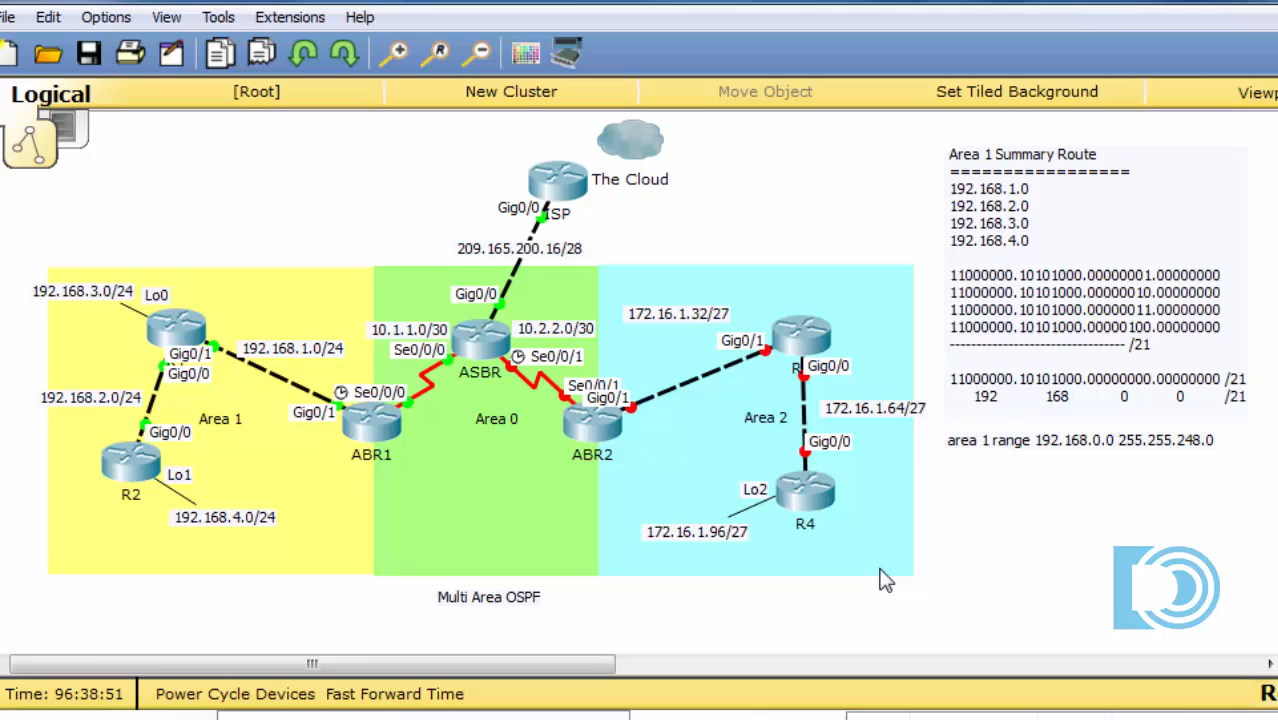 File Edit Options View Tools Extensions Help
Logical [Root] New Cluster Move Object Set Tiled Background
The Cloud
Gig0/0
ISP
209.165.200.16/28
Area 1 Summary Route
=================
192.168.1.0
192.168.2.0
192.168.3.0
192.168.4.0
11000000.10101000.00000001.00000000
11000000.10101000.00000010.00000000
11000000.10101000.00000011.00000000
11000000.10101000.00000100.00000000
--------------------------------- /21
11000000.10101000.00000000.00000000 /21
192 168 0 0 /21
area 1 range 192.168.0.0 255.255.248.0
192.168.3.0/24
Lo0
Gig0/1
Gig0/0
192.168.1.0/24
192.168.2.0/24
Area 1
Gig0/0
R2
Lo1
192.168.4.0/24
Gig0/1
Se0/0/0
ABR1
Gig0/0
10.1.1.0/30
Se0/0/0
10.2.2.0/30
Se0/0/1
ASBR
Area 0
Se0/0/1
Gig0/1
ABR2
172.16.1.32/27
Gig0/1
R
Gig0/0
172.16.1.64/27
Area 2
Gig0/0
Lo2
R4
172.16.1.96/27
Multi Area OSPF
Time: 96:38:51 Power Cycle Devices Fast Forward Time